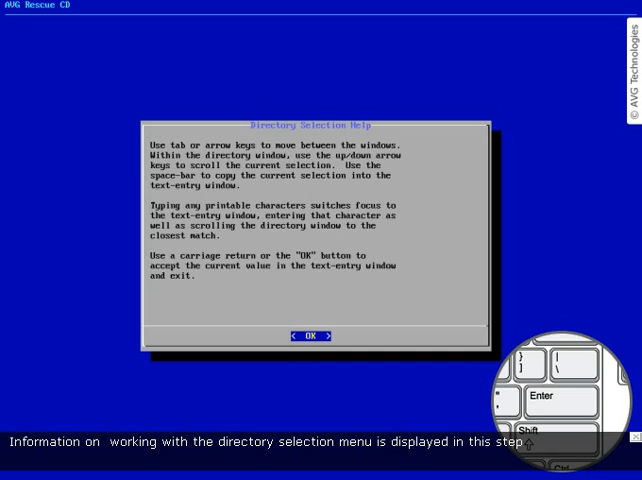 AVG Rescue CD
© AVG Technologies
Directory Selection Help
Use tab or arrow keys to move between the windows.
Within the directory window, use the up/down arrow
keys to scroll the current selection.  Use the
space-bar to copy the current selection into the
text-entry window.
Typing any printable characters switches focus to
the text-entry window, entering that character as
well as scrolling the directory window to the
closest match.
Use a carriage return or the "OK" button to
accept the current value in the text-entry window
and exit.
< OK >
} |
] \
"
'
Enter
Shift
Ctrl
Information on  working with the directory selection menu is displayed in this step.